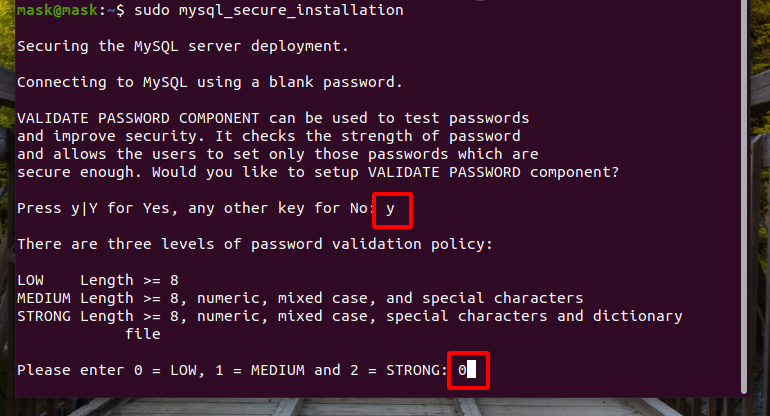 mask@mask:~$ sudo mysql_secure_installation
Securing the MySQL server deployment.
Connecting to MySQL using a blank password.
VALIDATE PASSWORD COMPONENT can be used to test passwords
and improve security. It checks the strength of password
and allows the users to set only those passwords which are
secure enough. Would you like to setup VALIDATE PASSWORD component?
Press y|Y for Yes, any other key for No: y
There are three levels of password validation policy:
LOW    Length >= 8
MEDIUM Length >= 8, numeric, mixed case, and special characters
STRONG Length >= 8, numeric, mixed case, special characters and dictionary
file
Please enter 0 = LOW, 1 = MEDIUM and 2 = STRONG: 0